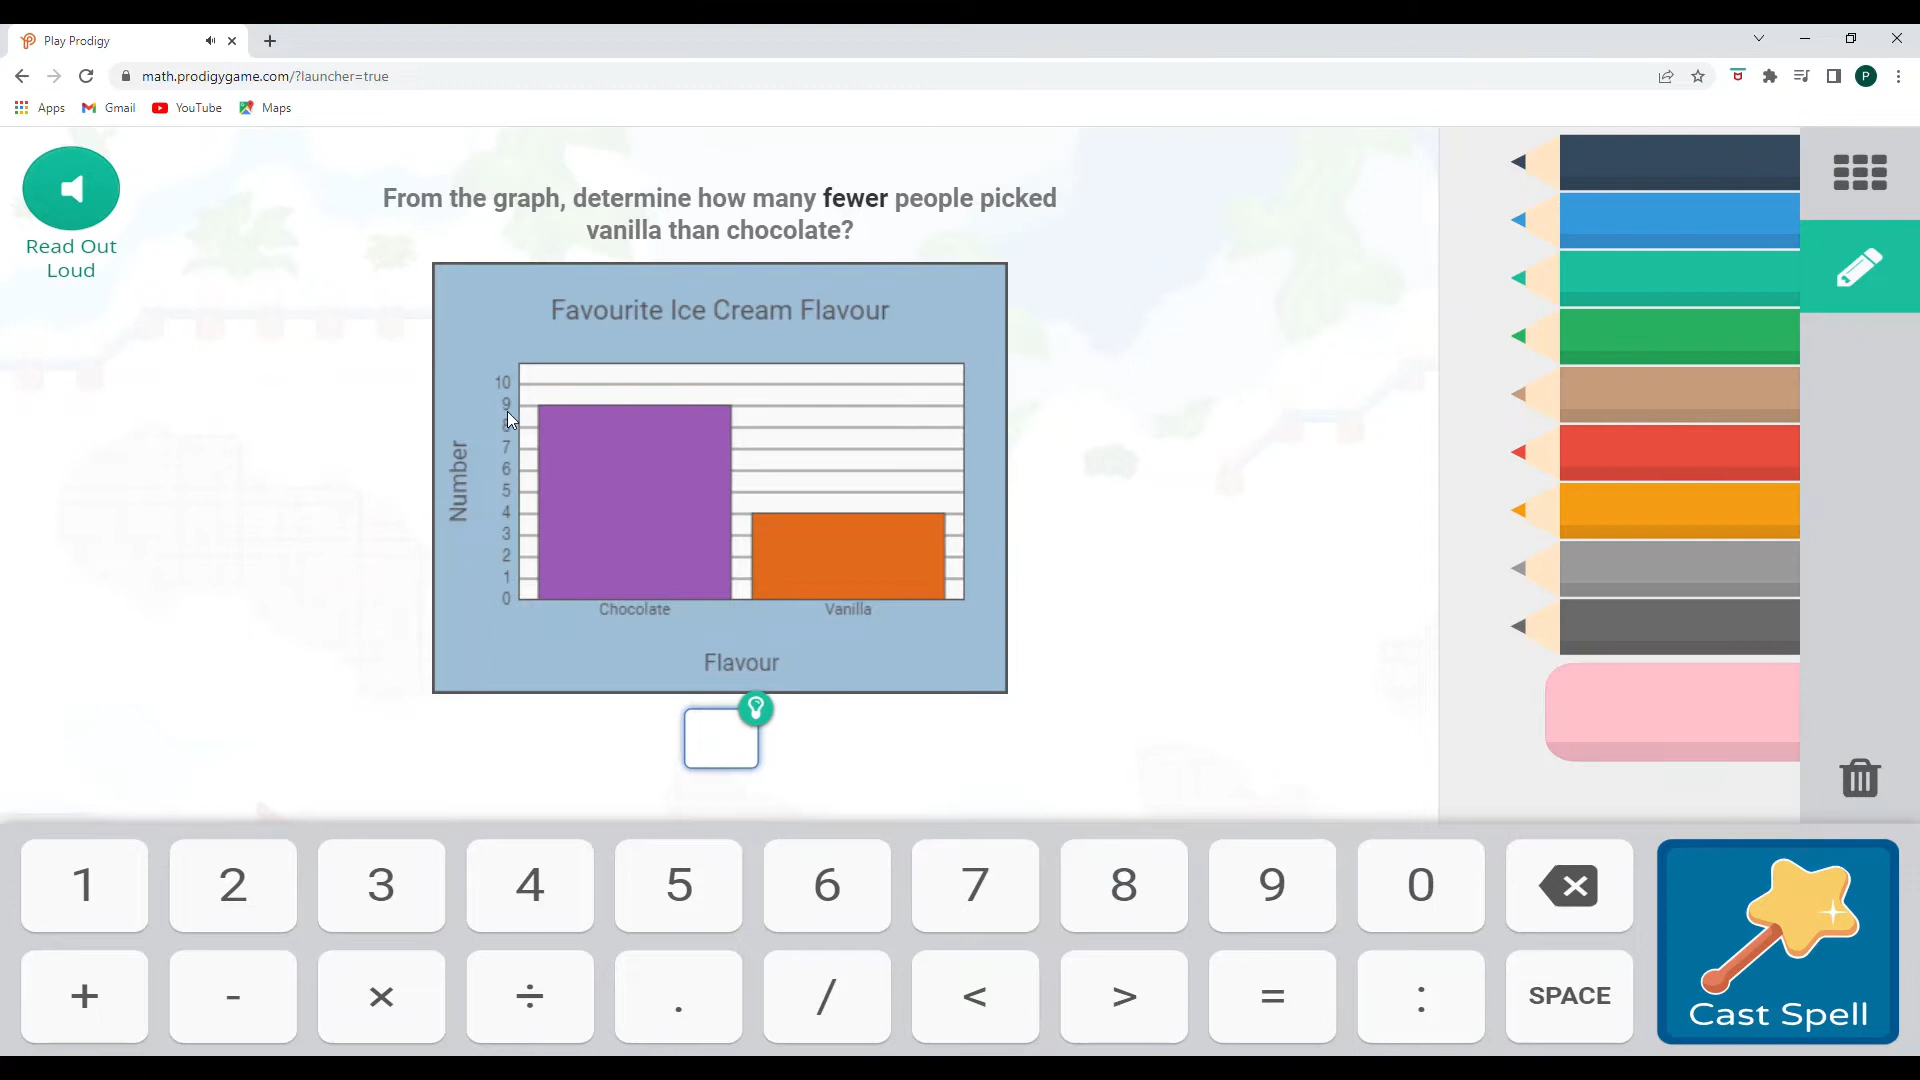 Play Prodigy
math.prodigygame.com/?launcher=true
P
Apps
Gmail
YouTube
Maps
Read Out
Loud
From the graph, determine how many fewer people picked
vanilla than chocolate?
Favourite Ice Cream Flavour
Number
10
9
8
7
6
5
4
3
2
1
0
Chocolate
Vanilla
Flavour
1 2 3 4 5 6 7 8 9 0
+ - × ÷ . / < > = : SPACE
Cast Spell